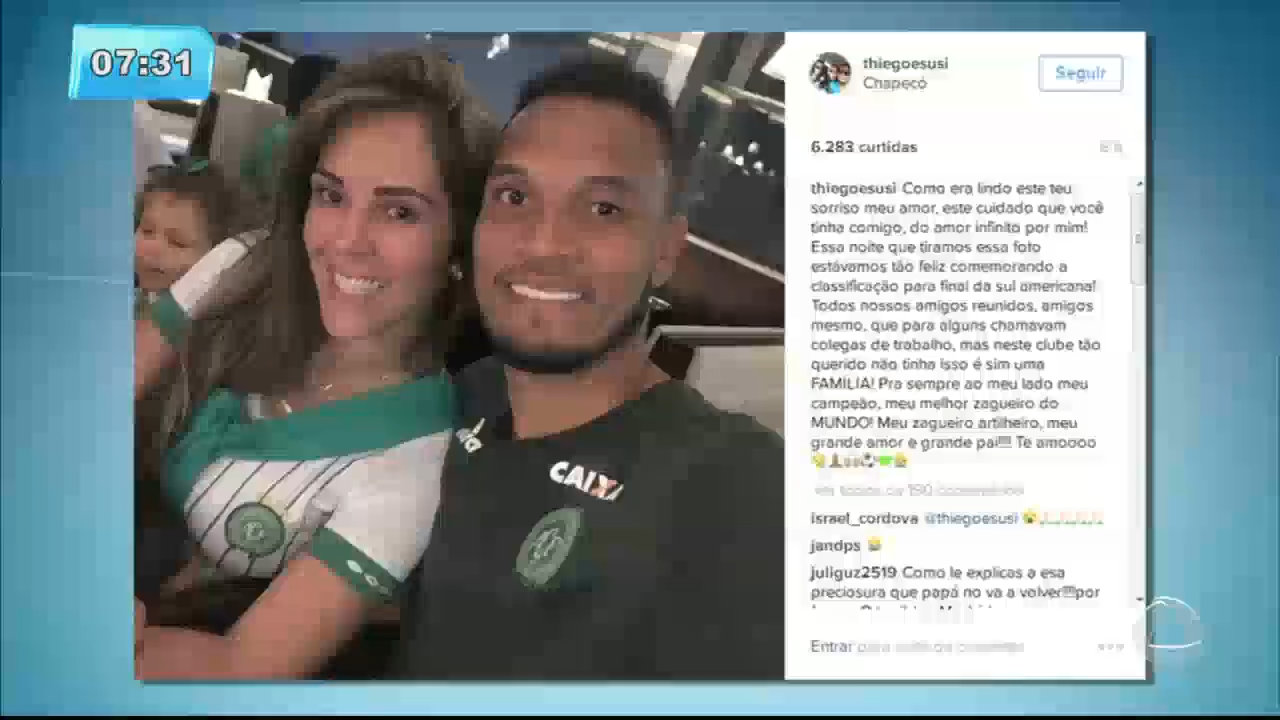 07:31
thiegoesusi
Chapecó
Seguir
6.283 curtidas
thiegoesusi Como era lindo este teu
sorriso meu amor, este cuidado que você
tinha comigo, do amor infinito por mim!
Essa noite que tiramos essa foto
estávamos tão feliz comemorando a
classificação para final da sul americana!
Todos nossos amigos reunidos, amigos
mesmo, que para alguns chamavam
colegas de trabalho, mas neste clube tão
querido não tinha isso é sim uma
FAMÍLIA! Pra sempre ao meu lado meu
campeão, meu melhor zagueiro do
MUNDO! Meu zagueiro artilheiro, meu
grande amor e grande pai!!!! Te amoooo
israel_cordova @thiegoesusi
jandps
juliguz2519 Como le explicas a esa
preciosura que papá no va a volver!!!!por
Entrar
CAIXA